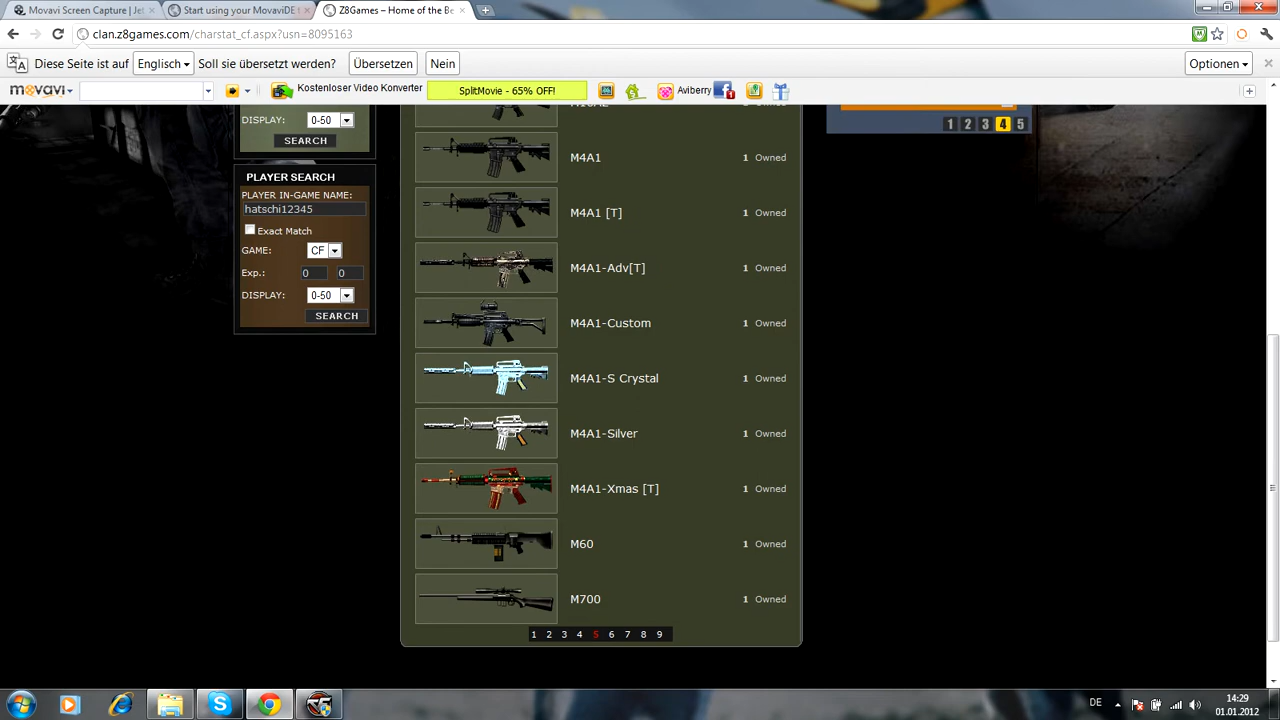 Movavi Screen Capture | Je
Start using your MovaviDE
Z8Games – Home of the Be
clan.z8games.com/charstat_cf.aspx?usn=8095163
Diese Seite ist auf Englisch Soll sie übersetzt werden? Übersetzen Nein Optionen
movavi Kostenloser Video Konverter SplitMovie - 65% OFF! Aviberry 1
DISPLAY: 0-50
SEARCH
PLAYER SEARCH
PLAYER IN-GAME NAME:
hatschi12345
Exact Match
GAME: CF
Exp.: 0 0
DISPLAY: 0-50
SEARCH
M4A1 1 Owned
M4A1 [T] 1 Owned
M4A1-Adv[T] 1 Owned
M4A1-Custom 1 Owned
M4A1-S Crystal 1 Owned
M4A1-Silver 1 Owned
M4A1-Xmas [T] 1 Owned
M60 1 Owned
M700 1 Owned
1 2 3 4 5 6 7 8 9
1 2 3 4 5
DE
14:29
01.01.2012